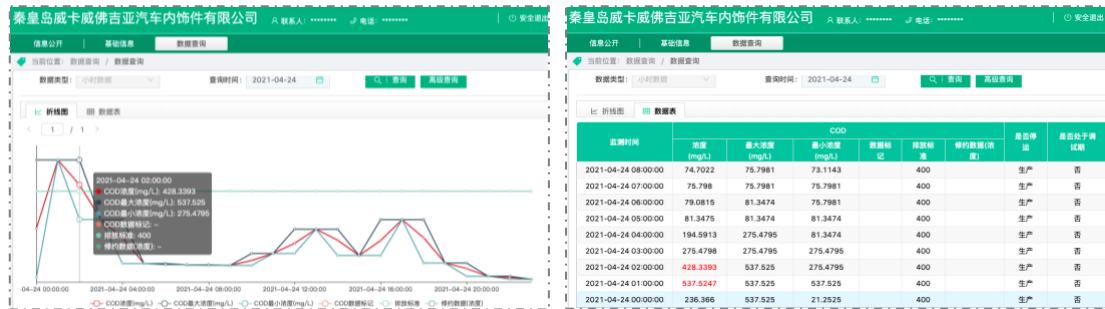 秦皇岛威卡威佛吉亚汽车内饰件有限公司 联系人: ******** 电话: ******** 安全退出
信息公开 基础信息 数据查询
当前位置: 数据查询 / 数据查询
数据类型: 小时数据 查询时间: 2021-04-24 查询 高级查询
折线图 数据表
1 / 1
2021-04-24 02:00:00
COD浓度(mg/L): 428.3393
COD最大浓度(mg/L): 537.525
COD最小浓度(mg/L): 275.4795
COD数据标记: –
排放标准: 400
修约数据(浓度): –
-04-24 00:00:00 2021-04-24 04:00:00 2021-04-24 08:00:00 2021-04-24 12:00:00 2021-04-24 16:00:00 2021-04-24 20:00:00
COD浓度(mg/L) COD最大浓度(mg/L) COD最小浓度(mg/L) COD数据标记 排放标准 修约数据(浓度)
秦皇岛威卡威佛吉亚汽车内饰件有限公司 联系人: ******** 电话: ******** 安全退出
信息公开 基础信息 数据查询
当前位置: 数据查询 / 数据查询
数据类型: 小时数据 查询时间: 2021-04-24 查询 高级查询
折线图 数据表
监测时间 COD 是否停运 是否处于调试期
浓度(mg/L) 最大浓度(mg/L) 最小浓度(mg/L) 数据标记 排放标准 修约数据(浓度)
2021-04-24 08:00:00 74.7022 75.7981 73.1143 400 生产 否
2021-04-24 07:00:00 75.798 75.7981 75.7981 400 生产 否
2021-04-24 06:00:00 79.0815 81.3474 75.7981 400 生产 否
2021-04-24 05:00:00 81.3475 81.3474 81.3474 400 生产 否
2021-04-24 04:00:00 194.5913 275.4795 81.3474 400 生产 否
2021-04-24 03:00:00 275.4798 275.4795 275.4795 400 生产 否
2021-04-24 02:00:00 428.3393 537.525 275.4795 400 生产 否
2021-04-24 01:00:00 537.5247 537.525 537.525 400 生产 否
2021-04-24 00:00:00 236.366 537.525 21.2525 400 生产 否